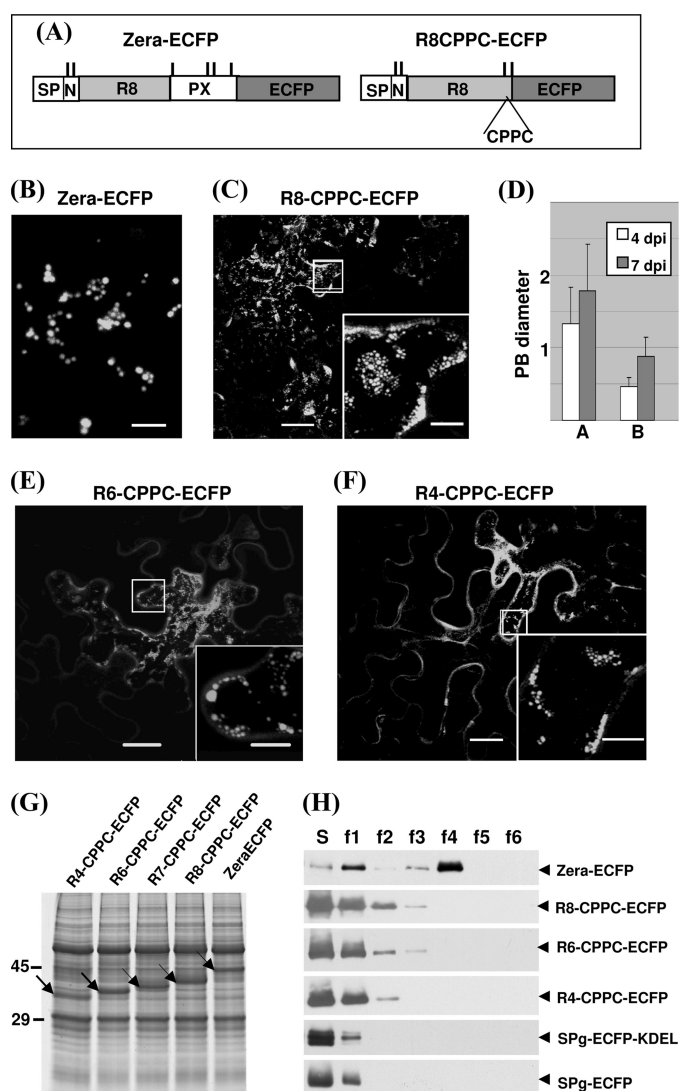 (A)
Zera-ECFP
R8CPPC-ECFP
SP N R8 PX ECFP
SP N R8 ECFP
CPPC
(B) Zera-ECFP
(C) R8-CPPC-ECFP
(D)
PB diameter
2
1
4 dpi
7 dpi
A B
(E) R6-CPPC-ECFP
(F) R4-CPPC-ECFP
(G)
R4-CPPC-ECFP
R6-CPPC-ECFP
R7-CPPC-ECFP
R8-CPPC-ECFP
ZeraECFP
45
29
(H)
S f1 f2 f3 f4 f5 f6
Zera-ECFP
R8-CPPC-ECFP
R6-CPPC-ECFP
R4-CPPC-ECFP
SPg-ECFP-KDEL
SPg-ECFP